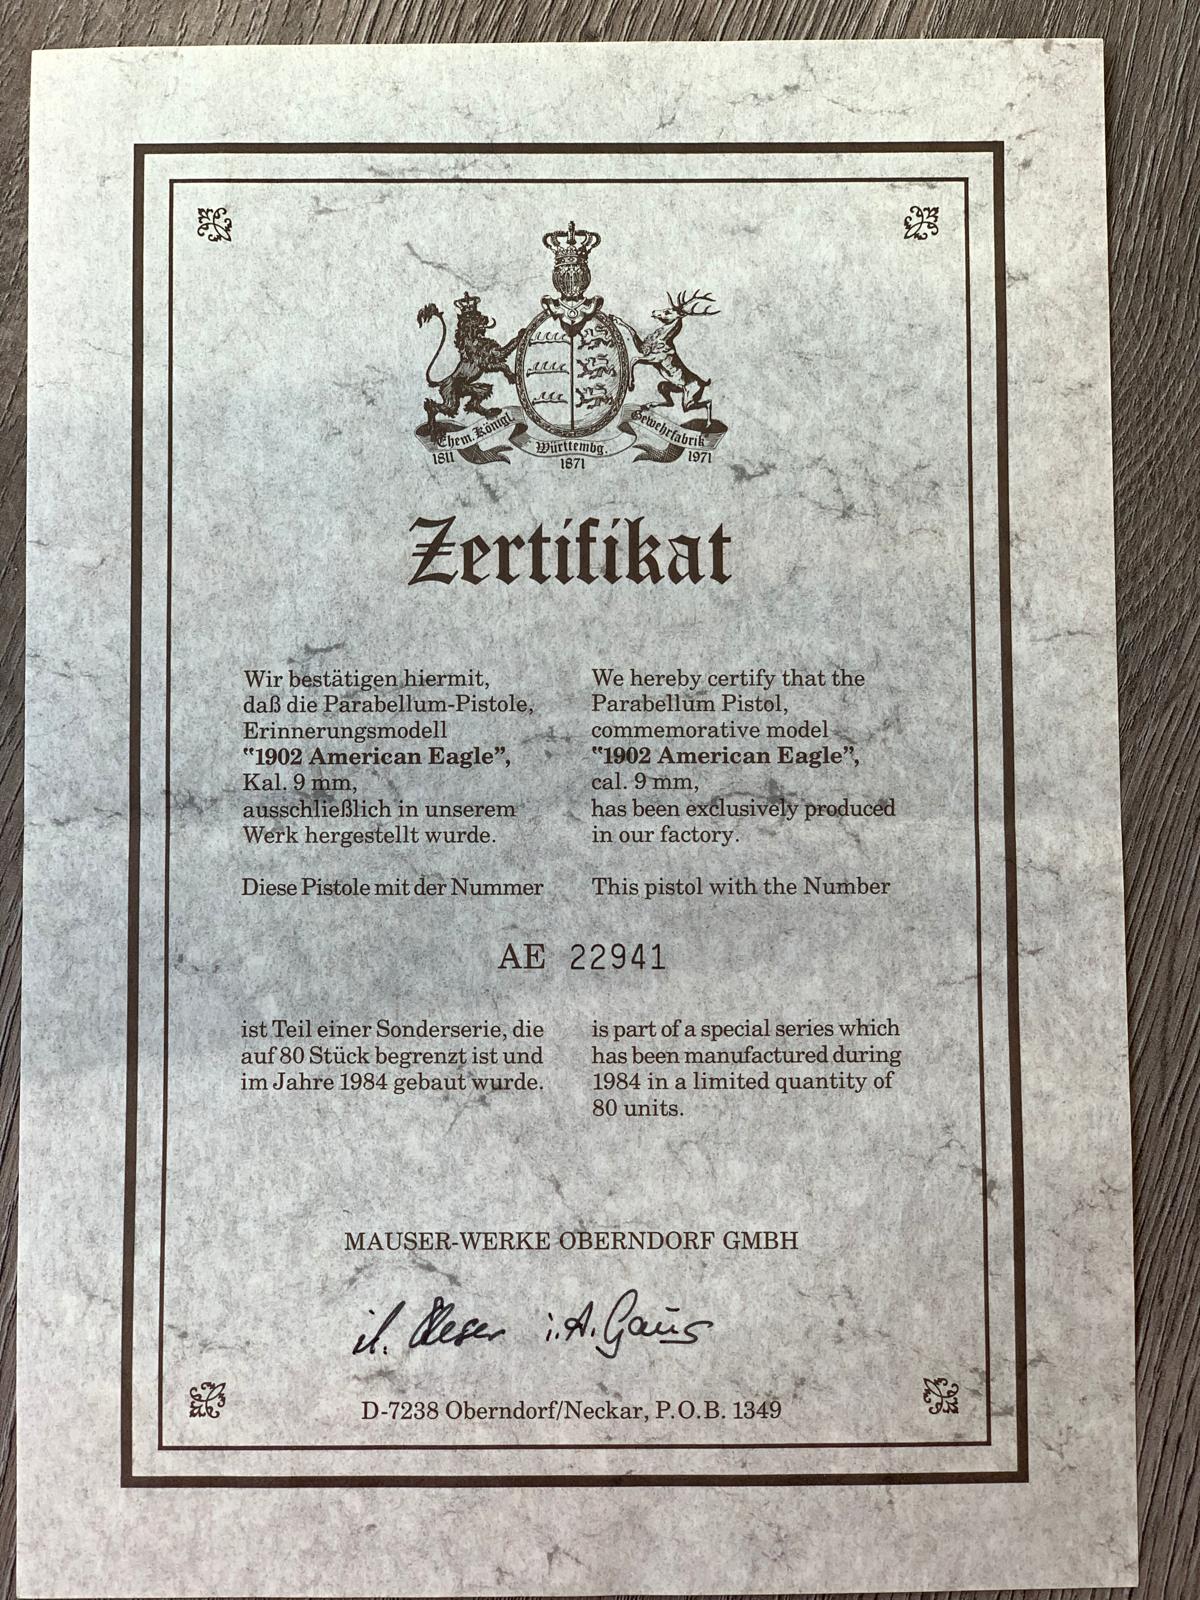 Ehem. Königl.
Württembg.
Gewehrfabrik
1811
1871
1971
Zertifikat
Wir bestätigen hiermit,
daß die Parabellum-Pistole,
Erinnerungsmodell
“1902 American Eagle”,
Kal. 9 mm,
ausschließlich in unserem
Werk hergestellt wurde.
Diese Pistole mit der Nummer
We hereby certify that the
Parabellum Pistol,
commemorative model
“1902 American Eagle”,
cal. 9 mm,
has been exclusively produced
in our factory.
This pistol with the Number
AE 22941
ist Teil einer Sonderserie, die
auf 80 Stück begrenzt ist und
im Jahre 1984 gebaut wurde.
is part of a special series which
has been manufactured during
1984 in a limited quantity of
80 units.
MAUSER-WERKE OBERNDORF GMBH
i.A.
D-7238 Oberndorf/Neckar, P.O.B. 1349